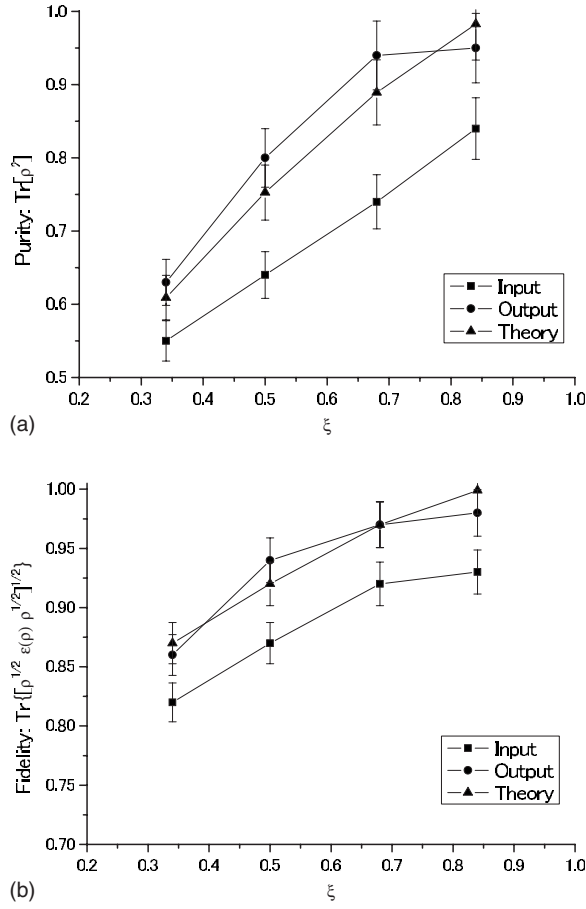 1.0
0.9
0.8
0.7
0.6
0.5
Purity: Tr[ρ²]
Input
Output
Theory
0.2 0.3 0.4 0.5 0.6 0.7 0.8 0.9 1.0
(a)
ξ
1.00
0.95
0.90
0.85
0.80
0.75
0.70
Fidelity: Tr{[ρ^1/2 ε(ρ) ρ^1/2]^1/2}
Input
Output
Theory
0.2 0.3 0.4 0.5 0.6 0.7 0.8 0.9 1.0
(b)
ξ